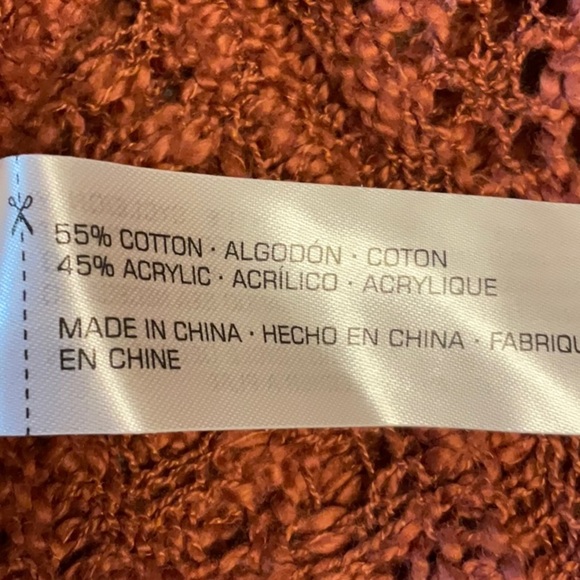 55% COTTON · ALGODÓN · COTON
45% ACRYLIC · ACRÍLICO · ACRYLIQUE
MADE IN CHINA · HECHO EN CHINA · FABRIQU
EN CHINE